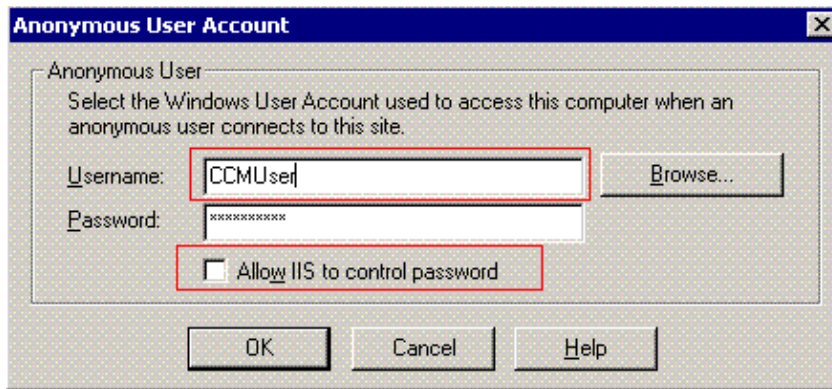 Anonymous User Account
Anonymous User
Select the Windows User Account used to access this computer when an
anonymous user connects to this site.
Username: CCMUser Browse...
Password: **********
Allow IIS to control password
OK Cancel Help